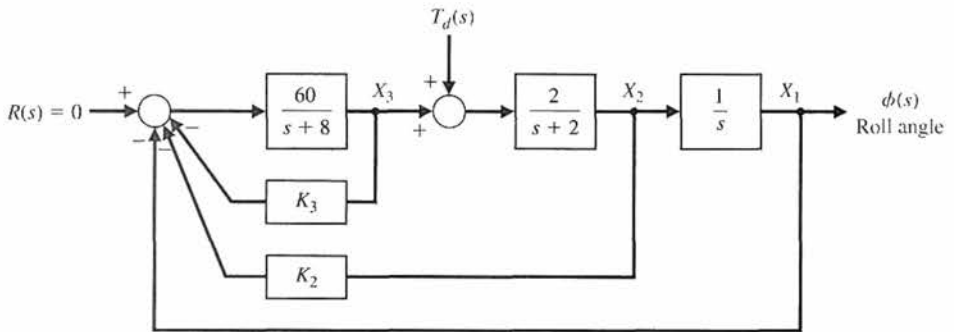 T_d(s)
+
R(s) = 0
+
−
−
−
60
s + 8
X_3
+
2
s + 2
X_2
1
s
X_1
ϕ(s)
Roll angle
K_3
K_2